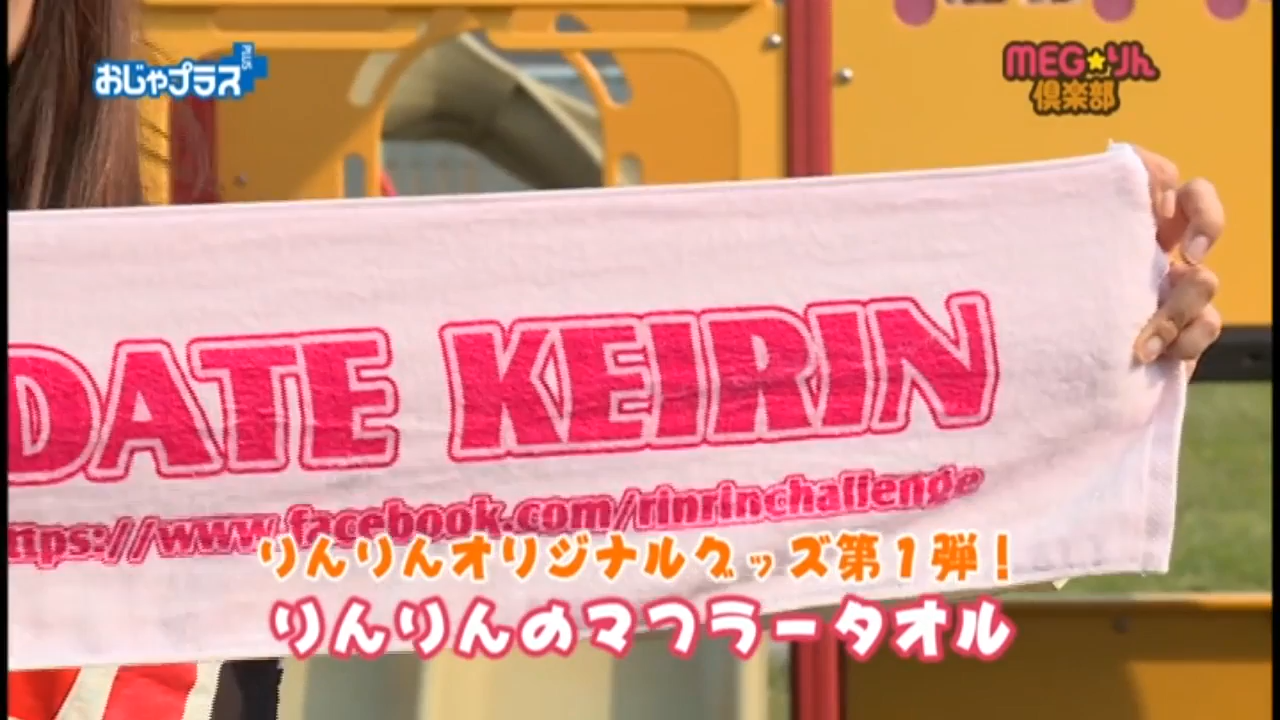 おじゃプラス
PLUS
MEG★りん
倶楽部
DATE KEIRIN
ttps://www.facebook.com/rinrinchallenge
りんりんオリジナルグッズ第1弾！
りんりんのマフラータオル